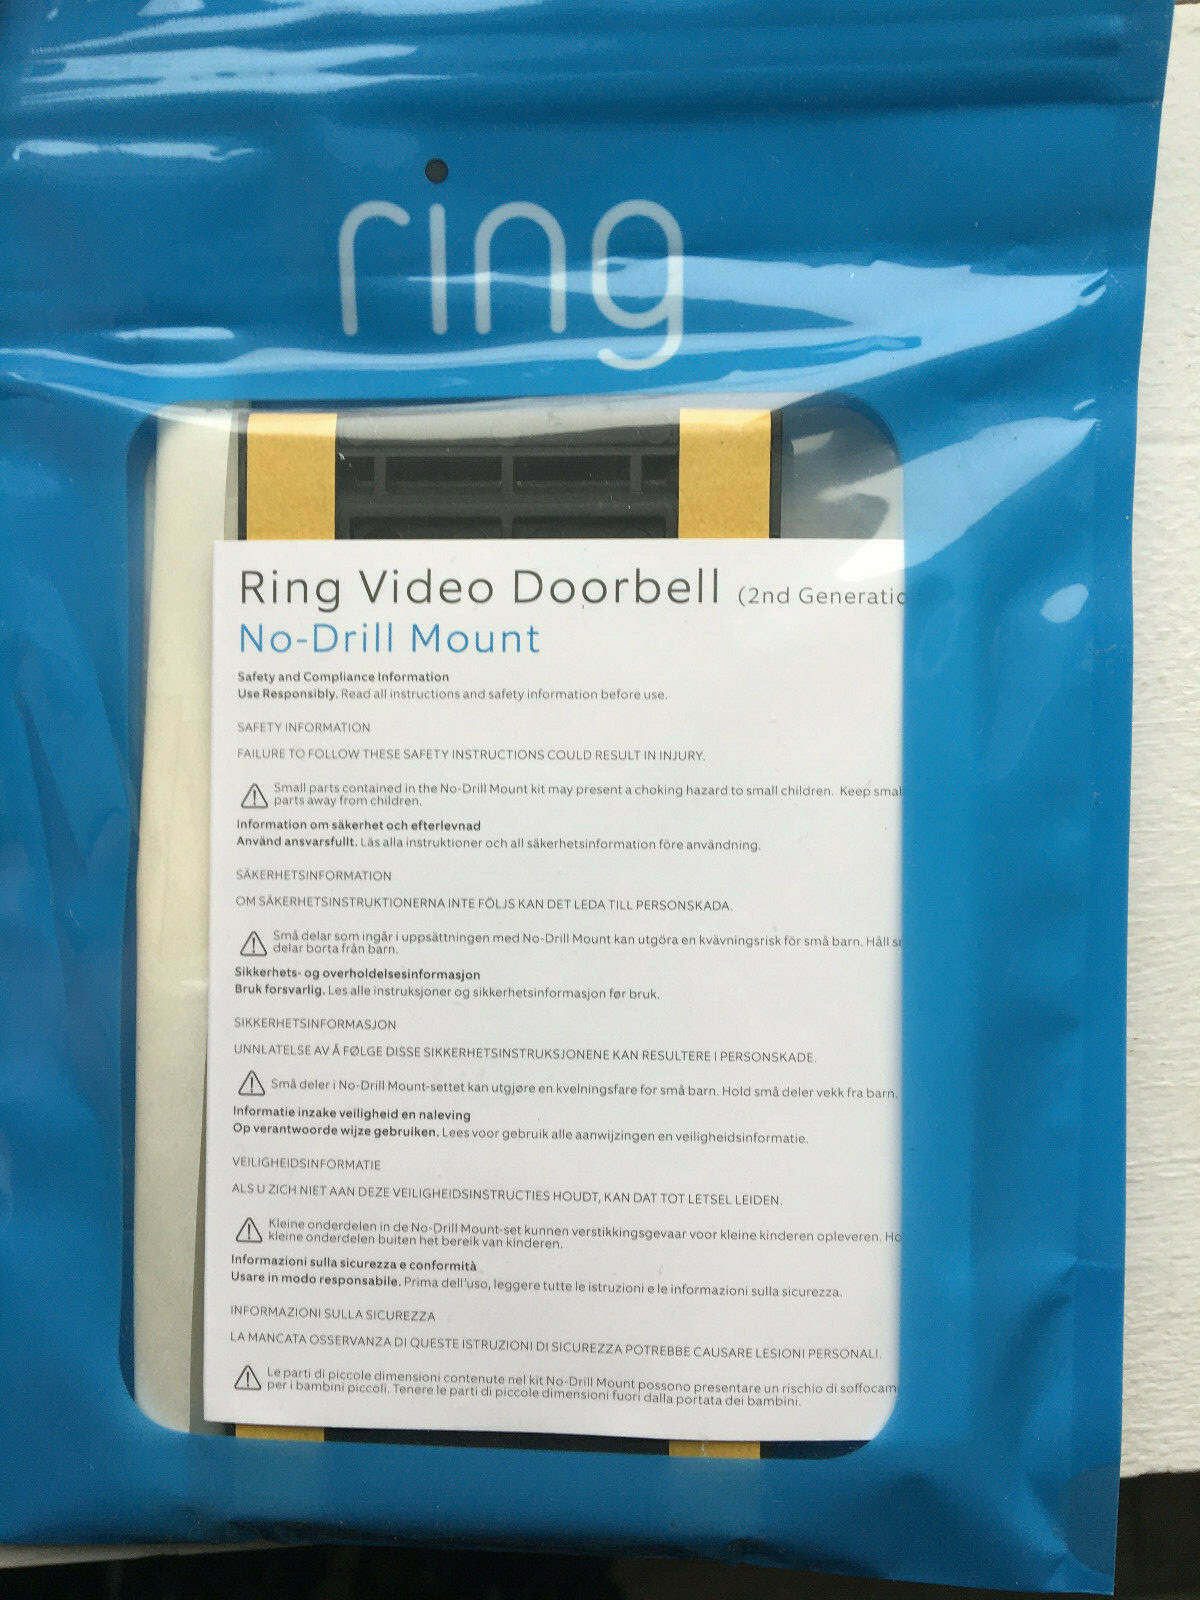 ring
Ring Video Doorbell (2nd
No-Drill Mount
Safety and Compliance Information
Use Responsibly. Read all instructions and safety information before use.
SAFETY INFORMATION
FAILURE TO FOLLOW THESE SAFETY INSTRUCTIONS COULD RESULT IN INJURY.
Small parts contained in the No-Drill Mount kit may present a choking hazard to small children. Keep
parts away from children.
Information om säkerhet och efterlevnad
Använd ansvarsfullt. Läs alla instruktioner och all säkerhetsinformation före användning.
SÄKERHETSINFORMATION
OM SÄKERHETSINSTRUKTIONERNA INTE FÖLJS KAN DET LEDA TILL PERSONSKADA.
Små delar som ingår i uppsättningen med No-Drill Mount kan utgöra en kvävningsrisk för små barn. Håll
delar borta från barn.
Sikkerhets- og overholdelsesinformasjon
Bruk forsvarlig. Les alle instruksjoner og sikkerhetsinformasjon før bruk.
SIKKERHETSINFORMASJON
UNNLATELSE AV Å FØLGE DISSE SIKKERHETSINSTRUKSJONENE KAN RESULTERE I PERSONSKADE.
Små deler i No-Drill Mount-settet kan utgjøre en kvelningsfare for små barn. Hold små deler vekk fra barn.
Informatie inzake veiligheid en naleving
Op verantwoorde wijze gebruiken. Lees voor gebruik alle aanwijzingen en veiligheidsinformatie.
VEILIGHEIDSINFORMATIE
ALS U ZICH NIET AAN DEZE VEILIGHEIDSINSTRUCTIES HOUDT, KAN DAT TOT LETSEL LEIDEN.
Kleine onderdelen in de No-Drill Mount-set kunnen verstikkingsgevaar voor kleine kinderen opleveren.
kleine onderdelen buiten het bereik van kinderen.
Informazioni sulla sicurezza e conformità
Usare in modo responsabile. Prima dell'uso, leggere tutte le istruzioni e le informazioni sulla sicurezza.
INFORMAZIONI SULLA SICUREZZA
LA MANCATA OSSERVANZA DI QUESTE ISTRUZIONI DI SICUREZZA POTREBBE CAUSARE LESIONI PERSONALI.
Le parti di piccole dimensioni contenute nel kit No-Drill Mount possono presentare un rischio di
per i bambini piccoli. Tenere le parti di piccole dimensioni fuori dalla portata dei bambini.